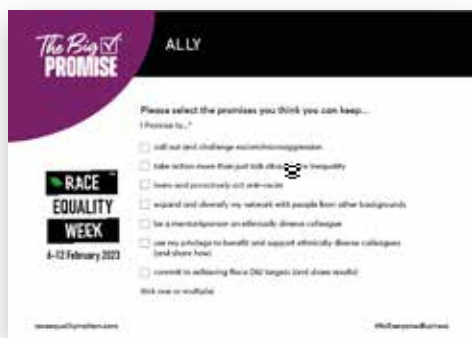 The Big
PROMISE
ALLY
Please select the promises you think you can keep...
I Promise to..."
call out and challenge racism/microaggression
take action more than just talk about inequality
learn and proactively act anti-racism
expand and diversify my network with people from other backgrounds
be a mentor/sponsor an ethnically diverse colleague
use my privilege to benefit and support ethnically diverse colleagues
(and share how)
commit to achieving Race D&I targets (and share results)
(tick one or multiple)
RACE
EQUALITY
WEEK
6-12 February 2023
raceequalitymatters.com
#ItsEveryonesBusiness